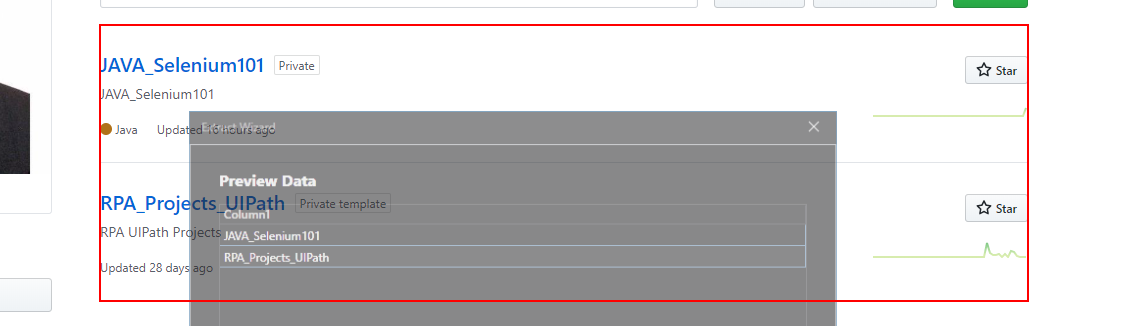 JAVA_Selenium101 Private
Star
JAVA_Selenium101
Java Updated 16 hours ago
Extract Wizard
Preview Data
RPA_Projects_UIPath Private template
Star
Column1
RPA UIPath Projects
JAVA_Selenium101
RPA_Projects_UIPath
Updated 28 days ago